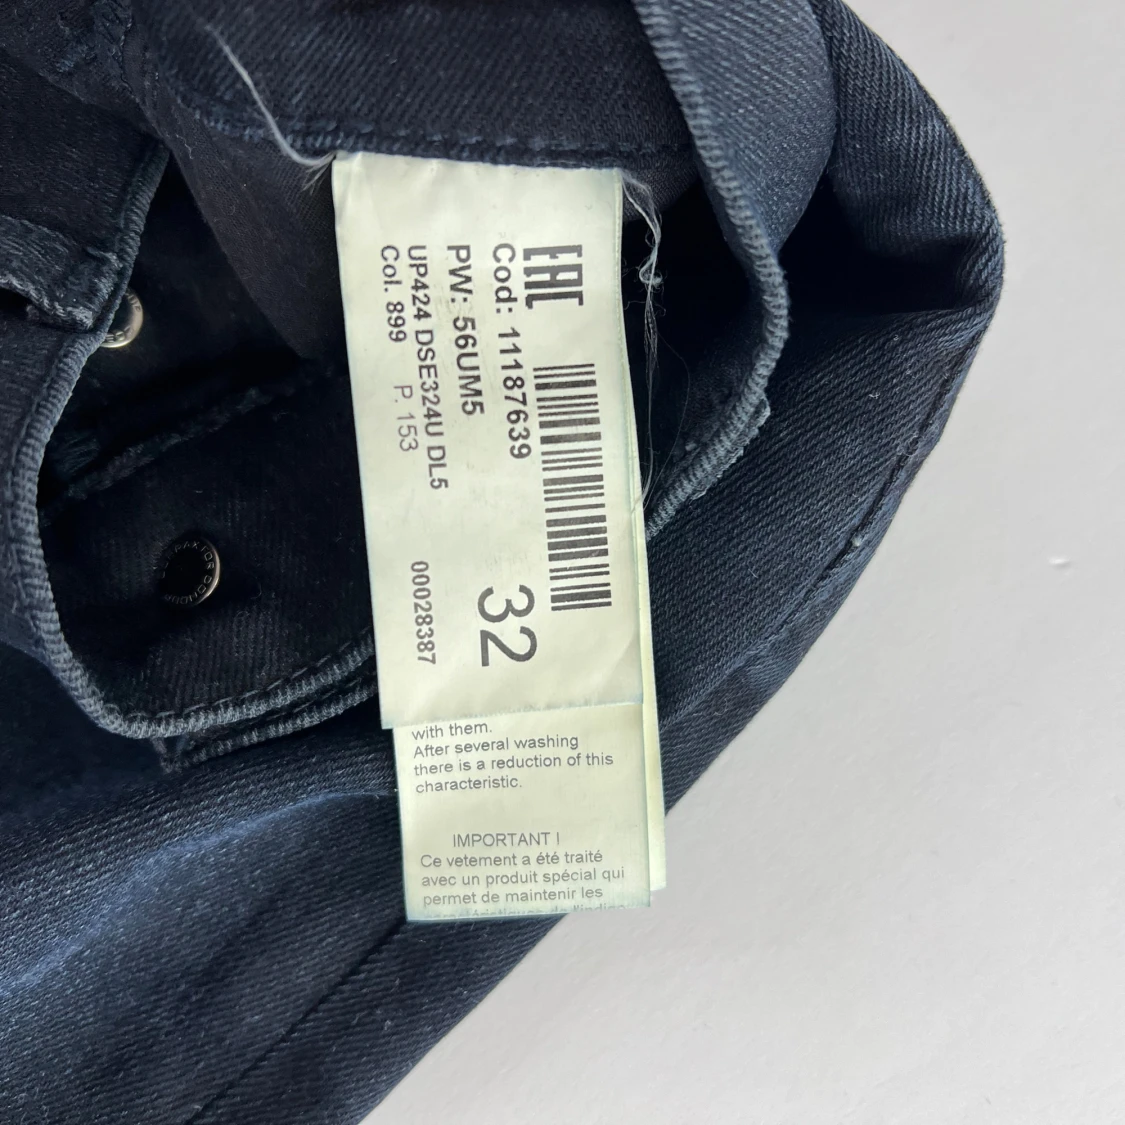 EAC
Cod: 11187639
PW: 56UM5
UP424 DSE324U DL5
Col. 899 P. 153
32
00028387
with them.
After several washing
there is a reduction of this
characteristic.
IMPORTANT !
Ce vetement a été traité
avec un produit spécial qui
permet de maintenir les